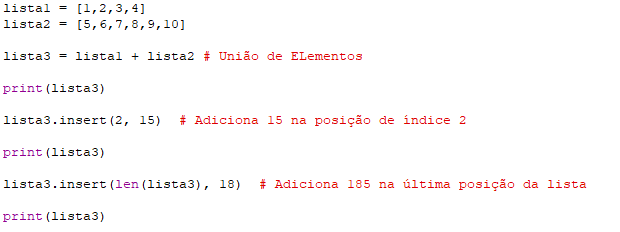 lista1 = [1,2,3,4]
lista2 = [5,6,7,8,9,10]
lista3 = lista1 + lista2 # União de ELementos
print(lista3)
lista3.insert(2, 15)  # Adiciona 15 na posição de índice 2
print(lista3)
lista3.insert(len(lista3), 18)  # Adiciona 185 na última posição da lista
print(lista3)